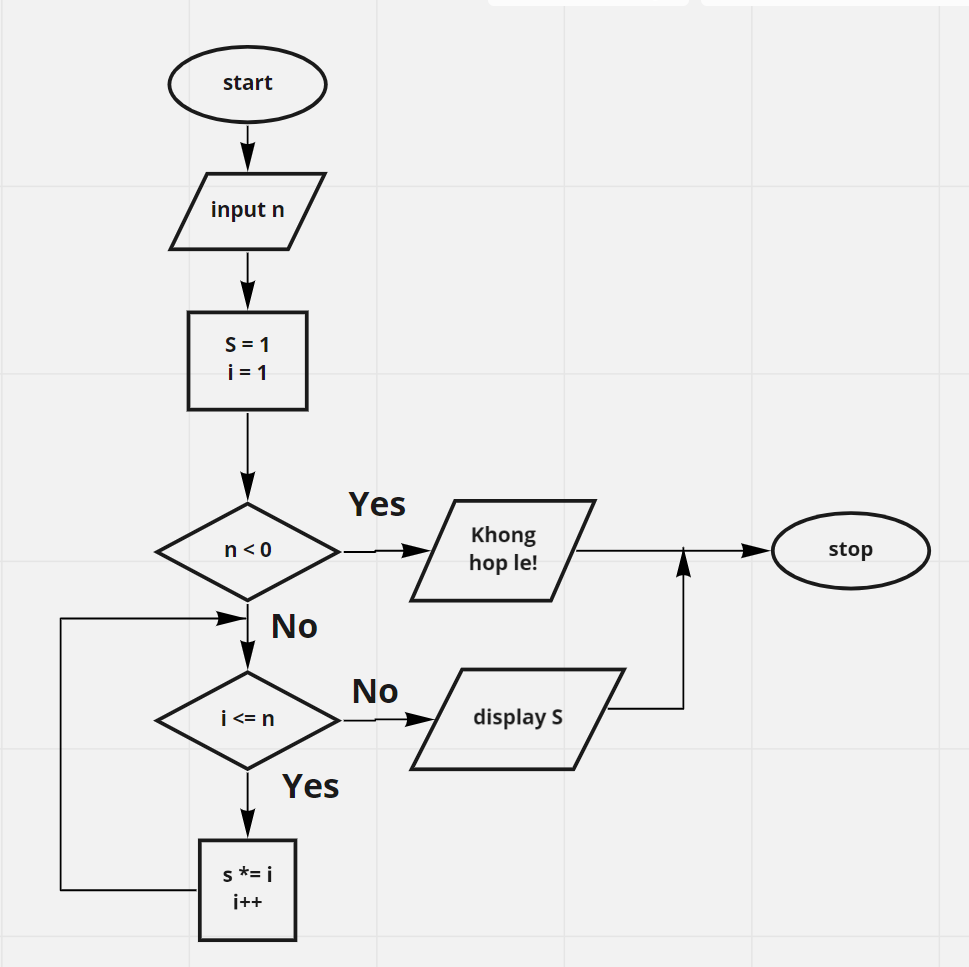 start
input n
S = 1
i = 1
n < 0
Yes
Khong
hop le!
stop
No
i <= n
No
display S
Yes
s *= i
i++